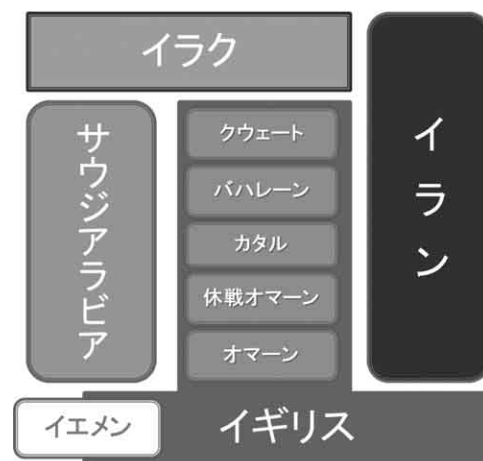 イラク
サウジアラビア
クウェート
バハレーン
カタル
休戦オマーン
オマーン
イラン
イエメン
イギリス